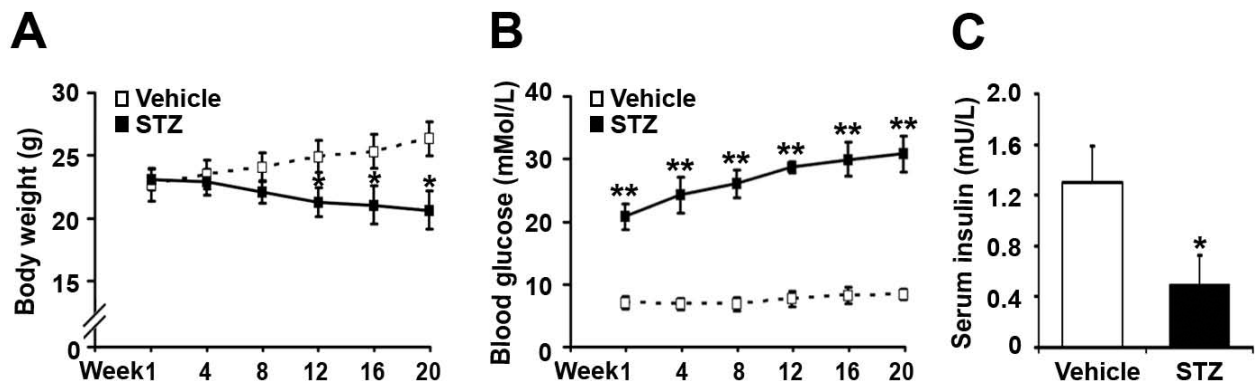 A
Body weight (g)
30
25
20
15
0
Vehicle
STZ
* * *
Week1 4 8 12 16 20
B
Blood glucose (mMol/L)
40
30
20
10
0
Vehicle
STZ
** ** ** ** ** **
Week1 4 8 12 16 20
C
Serum insulin (mU/L)
2.0
1.6
1.2
0.8
0.4
0
*
Vehicle STZ